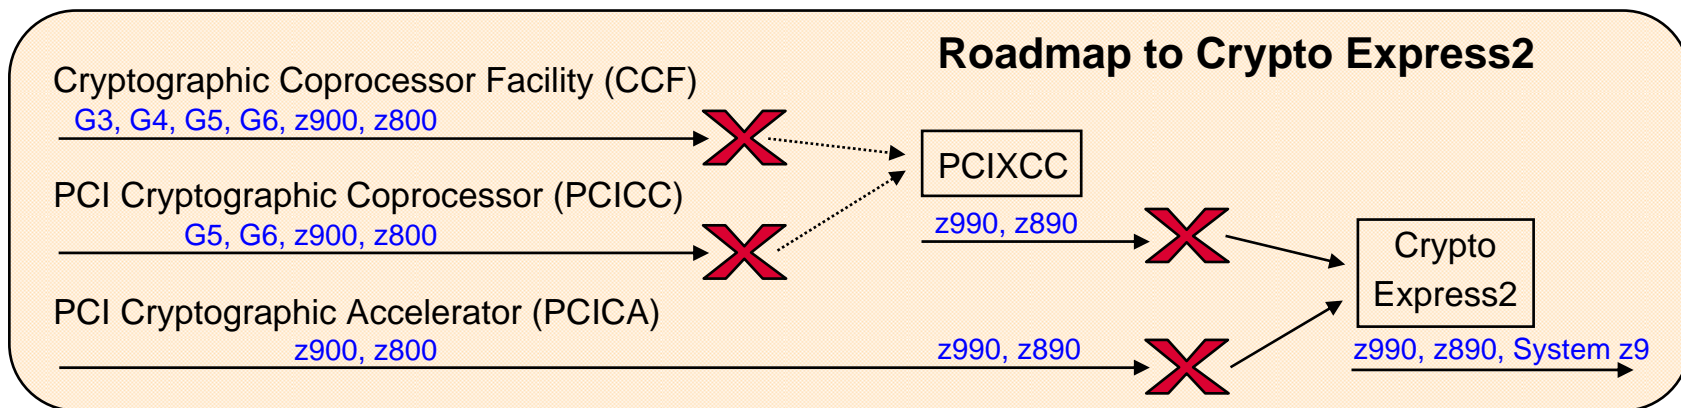 Roadmap to Crypto Express2
Cryptographic Coprocessor Facility (CCF)
G3, G4, G5, G6, z900, z800
PCIXCC
PCI Cryptographic Coprocessor (PCICC)
G5, G6, z900, z800
z990, z890
Crypto
Express2
PCI Cryptographic Accelerator (PCICA)
z900, z800
z990, z890
z990, z890, System z9